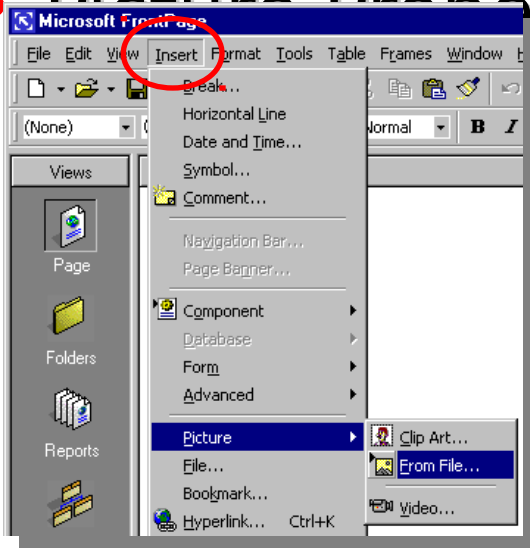 Microsoft FrontPage
File Edit View Insert Format Tools Table Frames Window
(None) Normal B I
Views
Page
Folders
Reports
Break...
Horizontal Line
Date and Time...
Symbol...
Comment...
Navigation Bar...
Page Banner...
Component
Database
Form
Advanced
Picture
File...
Bookmark...
Hyperlink... Ctrl+K
Clip Art...
From File...
Video...